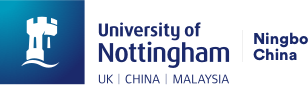 University of
Nottingham
UK | CHINA | MALAYSIA
Ningbo
China